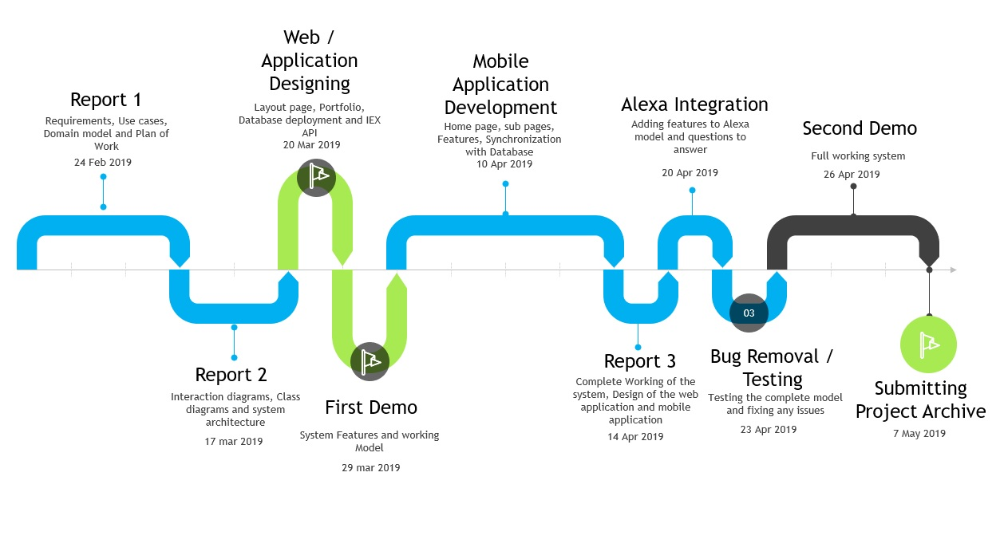 Report 1
Requirements, Use cases,
Domain model and Plan of
Work
24 Feb 2019
Web /
Application
Designing
Layout page, Portfolio,
Database deployment and IEX
API
20 Mar 2019
Mobile
Application
Development
Home page, sub pages,
Features, Synchronization
with Database
10 Apr 2019
Alexa Integration
Adding features to Alexa
model and questions to
answer
20 Apr 2019
Second Demo
Full working system
26 Apr 2019
Report 2
Interaction diagrams, Class
diagrams and system
architecture
17 mar 2019
First Demo
System Features and working
Model
29 mar 2019
Report 3
Complete Working of the
system, Design of the web
application and mobile
application
14 Apr 2019
03
Bug Removal /
Testing
Testing the complete model
and fixing any issues
23 Apr 2019
Submitting
Project Archive
7 May 2019